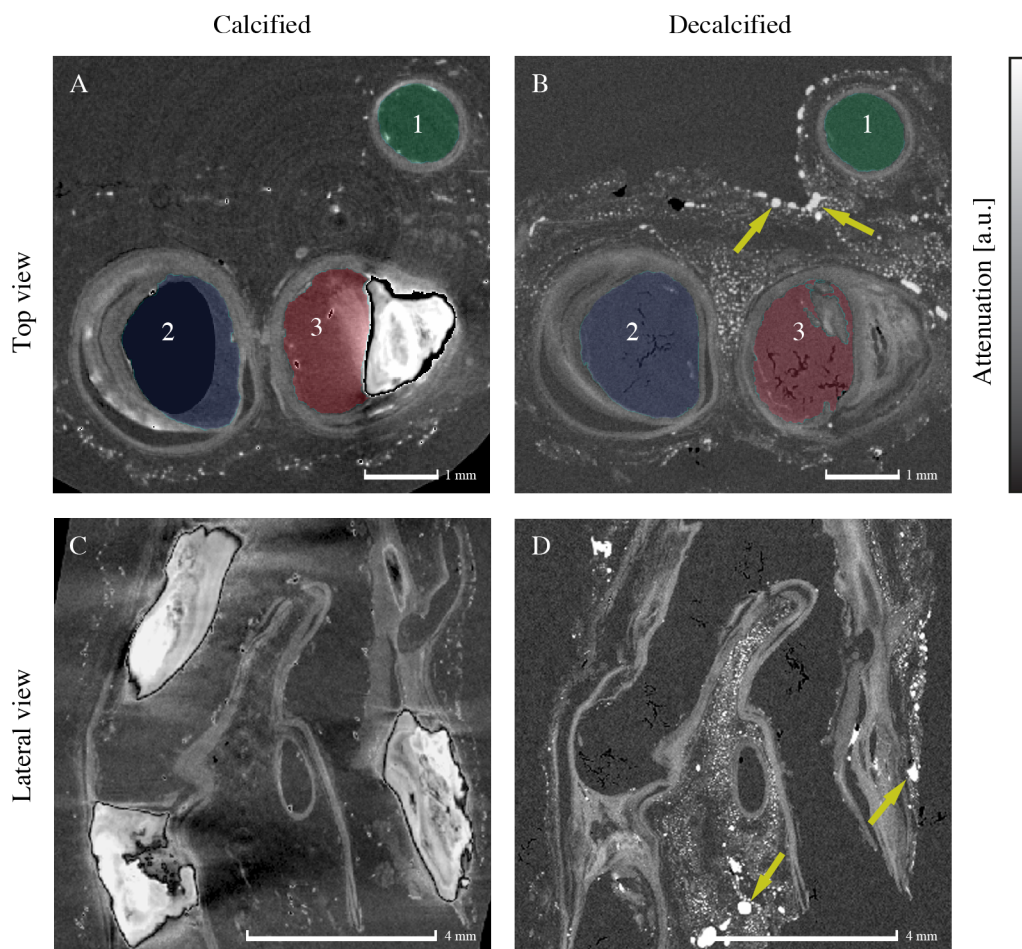 Calcified
Decalcified
A
1
B
1
2
3
2
3
1 mm
1 mm
Top view
Attenuation [a.u.]
C
D
4 mm
4 mm
Lateral view